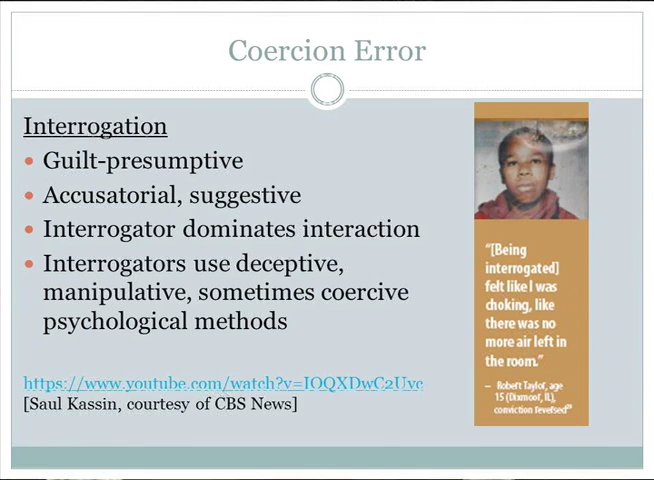 Coercion Error
Interrogation
• Guilt-presumptive
• Accusatorial, suggestive
• Interrogator dominates interaction
• Interrogators use deceptive,
manipulative, sometimes coercive
psychological methods
https://www.youtube.com/watch?v=IOQXDwC2Uvc
[Saul Kassin, courtesy of CBS News]
“[Being
interrogated]
felt like I was
choking, like
there was no
more air left in
the room.”
– Robert Taylor, age
15 (Dixmoor, IL),
conviction reversed